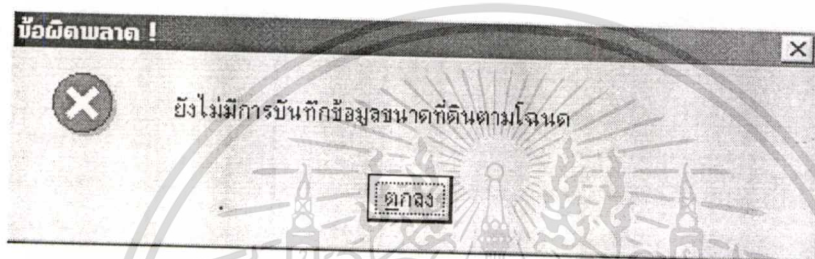 ข้อผิดพลาด !
ยังไม่มีการบันทึกข้อมูลขนาดที่ดินตามโฉนด
ตกลง